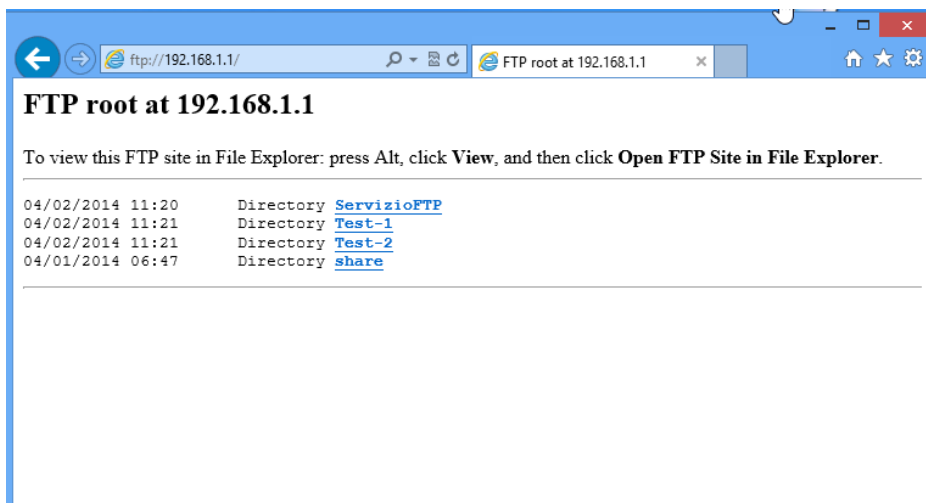 ftp://192.168.1.1/
FTP root at 192.168.1.1
FTP root at 192.168.1.1
To view this FTP site in File Explorer: press Alt, click View, and then click Open FTP Site in File Explorer.
04/02/2014 11:20 Directory ServizioFTP
04/02/2014 11:21 Directory Test-1
04/02/2014 11:21 Directory Test-2
04/01/2014 06:47 Directory share